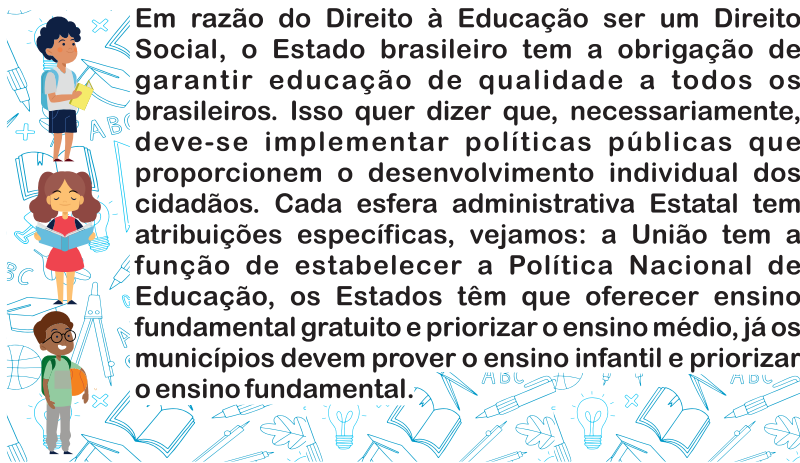 Em razão do Direito à Educação ser um Direito
Social, o Estado brasileiro tem a obrigação de
garantir educação de qualidade a todos os
brasileiros. Isso quer dizer que, necessariamente,
deve-se implementar políticas públicas que
proporcionem o desenvolvimento individual dos
cidadãos. Cada esfera administrativa Estatal tem
atribuições específicas, vejamos: a União tem a
função de estabelecer a Política Nacional de
Educação, os Estados têm que oferecer ensino
fundamental gratuito e priorizar o ensino médio, já os
municípios devem prover o ensino infantil e priorizar
o ensino fundamental.
ABC
ABC